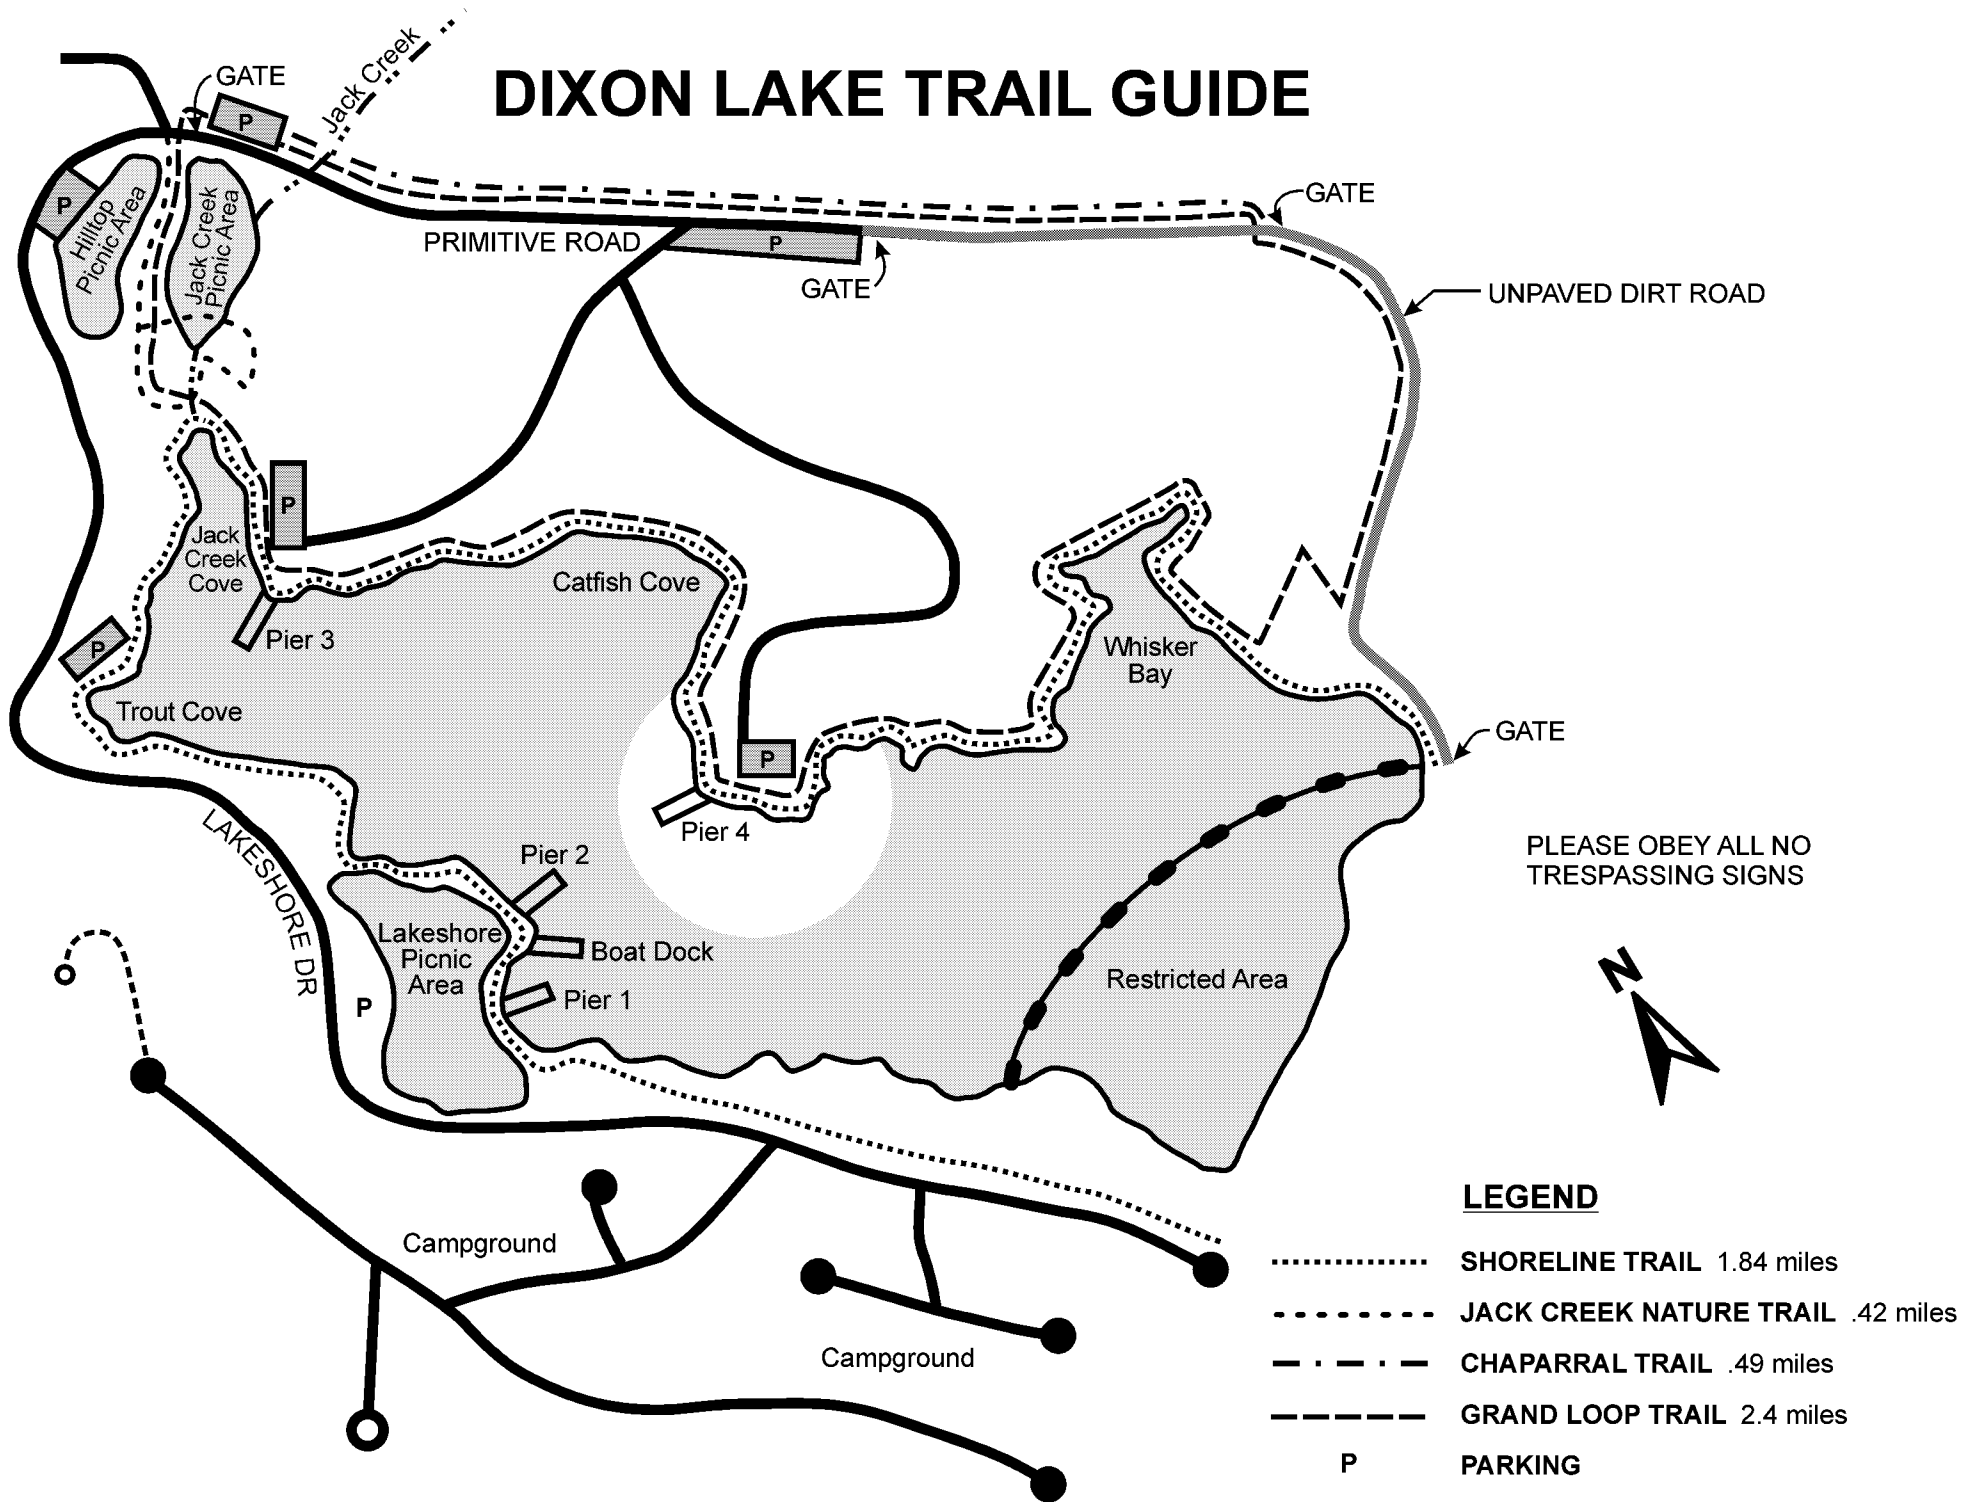 DIXON LAKE TRAIL GUIDE
GATE
P
Jack Creek
GATE
P
Hilltop
Picnic Area
Jack Creek
Picnic Area
PRIMITIVE ROAD
P
GATE
UNPAVED DIRT ROAD
P
Jack
Creek
Cove
Catfish Cove
Pier 3
P
Whisker
Bay
Trout Cove
GATE
P
LAKESHORE DR
Pier 4
Pier 2
PLEASE OBEY ALL NO
TRESPASSING SIGNS
Lakeshore
Picnic
Area
Boat Dock
Pier 1
P
Restricted Area
N
Campground
Campground
LEGEND
SHORELINE TRAIL 1.84 miles
JACK CREEK NATURE TRAIL .42 miles
CHAPARRAL TRAIL .49 miles
GRAND LOOP TRAIL 2.4 miles
P PARKING